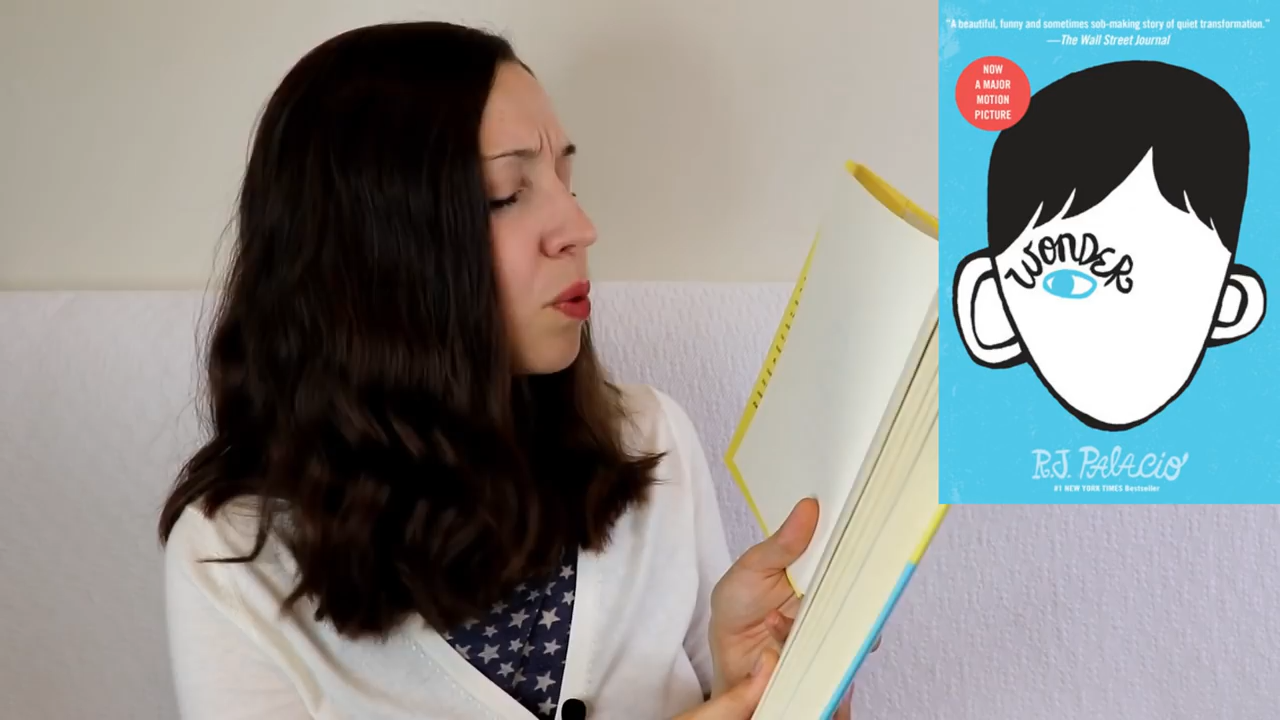 "A beautiful, funny and sometimes sob-making story of quiet transformation."
—The Wall Street Journal
NOW
A MAJOR
MOTION
PICTURE
WONDER
R.J. PALACIO
#1 NEW YORK TIMES Bestseller